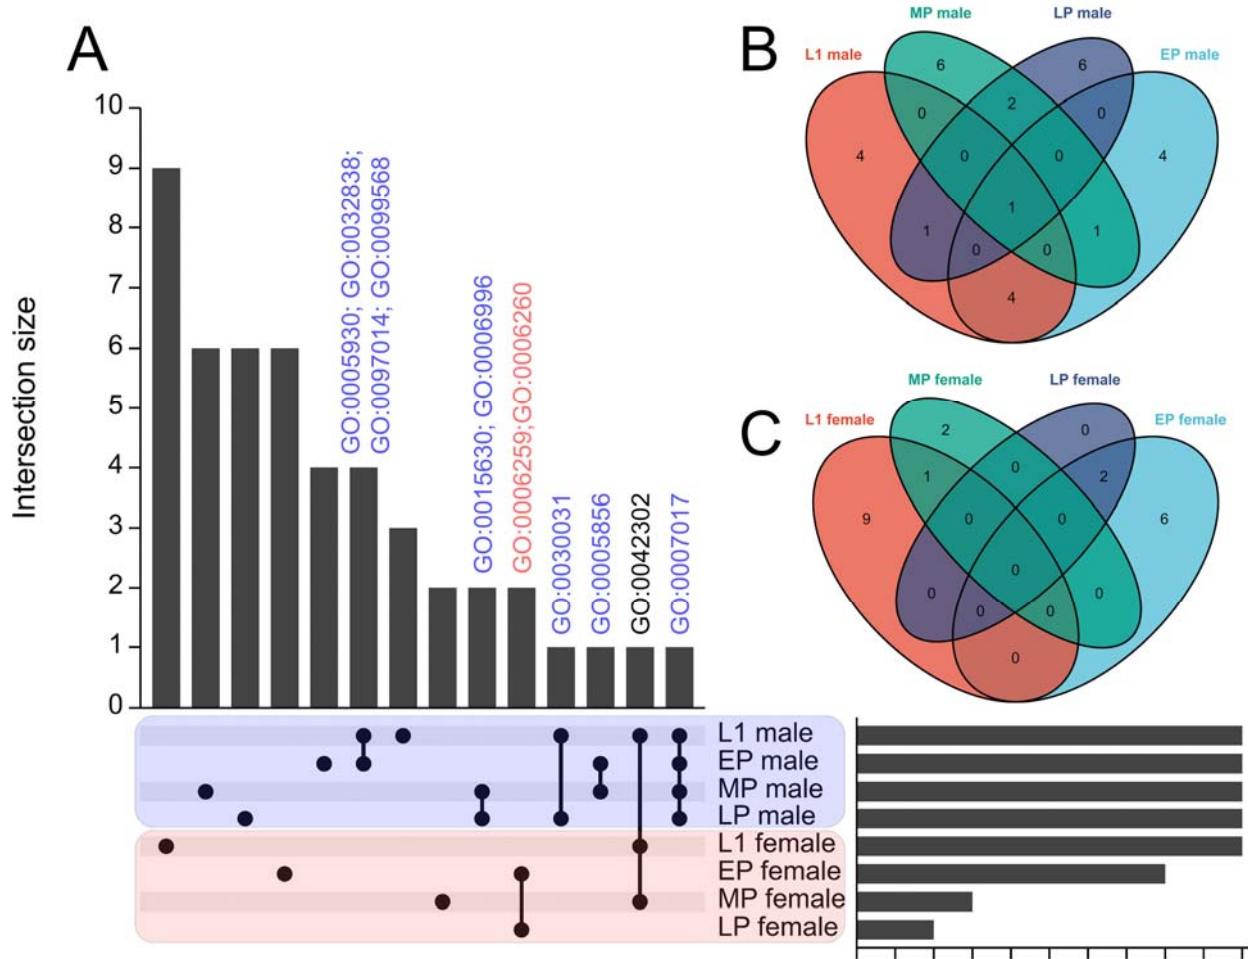 A
Intersection size
10
9
8
7
6
5
4
3
2
1
0
GO:0005930; GO:0032838;
GO:0097014; GO:0099568
GO:0015630; GO:0006996
GO:0006259;GO:0006260
GO:0030031
GO:0005856
GO:0042302
GO:0007017
L1 male
EP male
MP male
LP male
L1 female
EP female
MP female
LP female
B
MP male
LP male
L1 male
EP male
6
6
2
0
0
4
0
0
4
1
1
1
0
0
4
C
MP female
LP female
L1 female
EP female
2
0
0
1
2
9
0
0
6
0
0
0
0
0
0